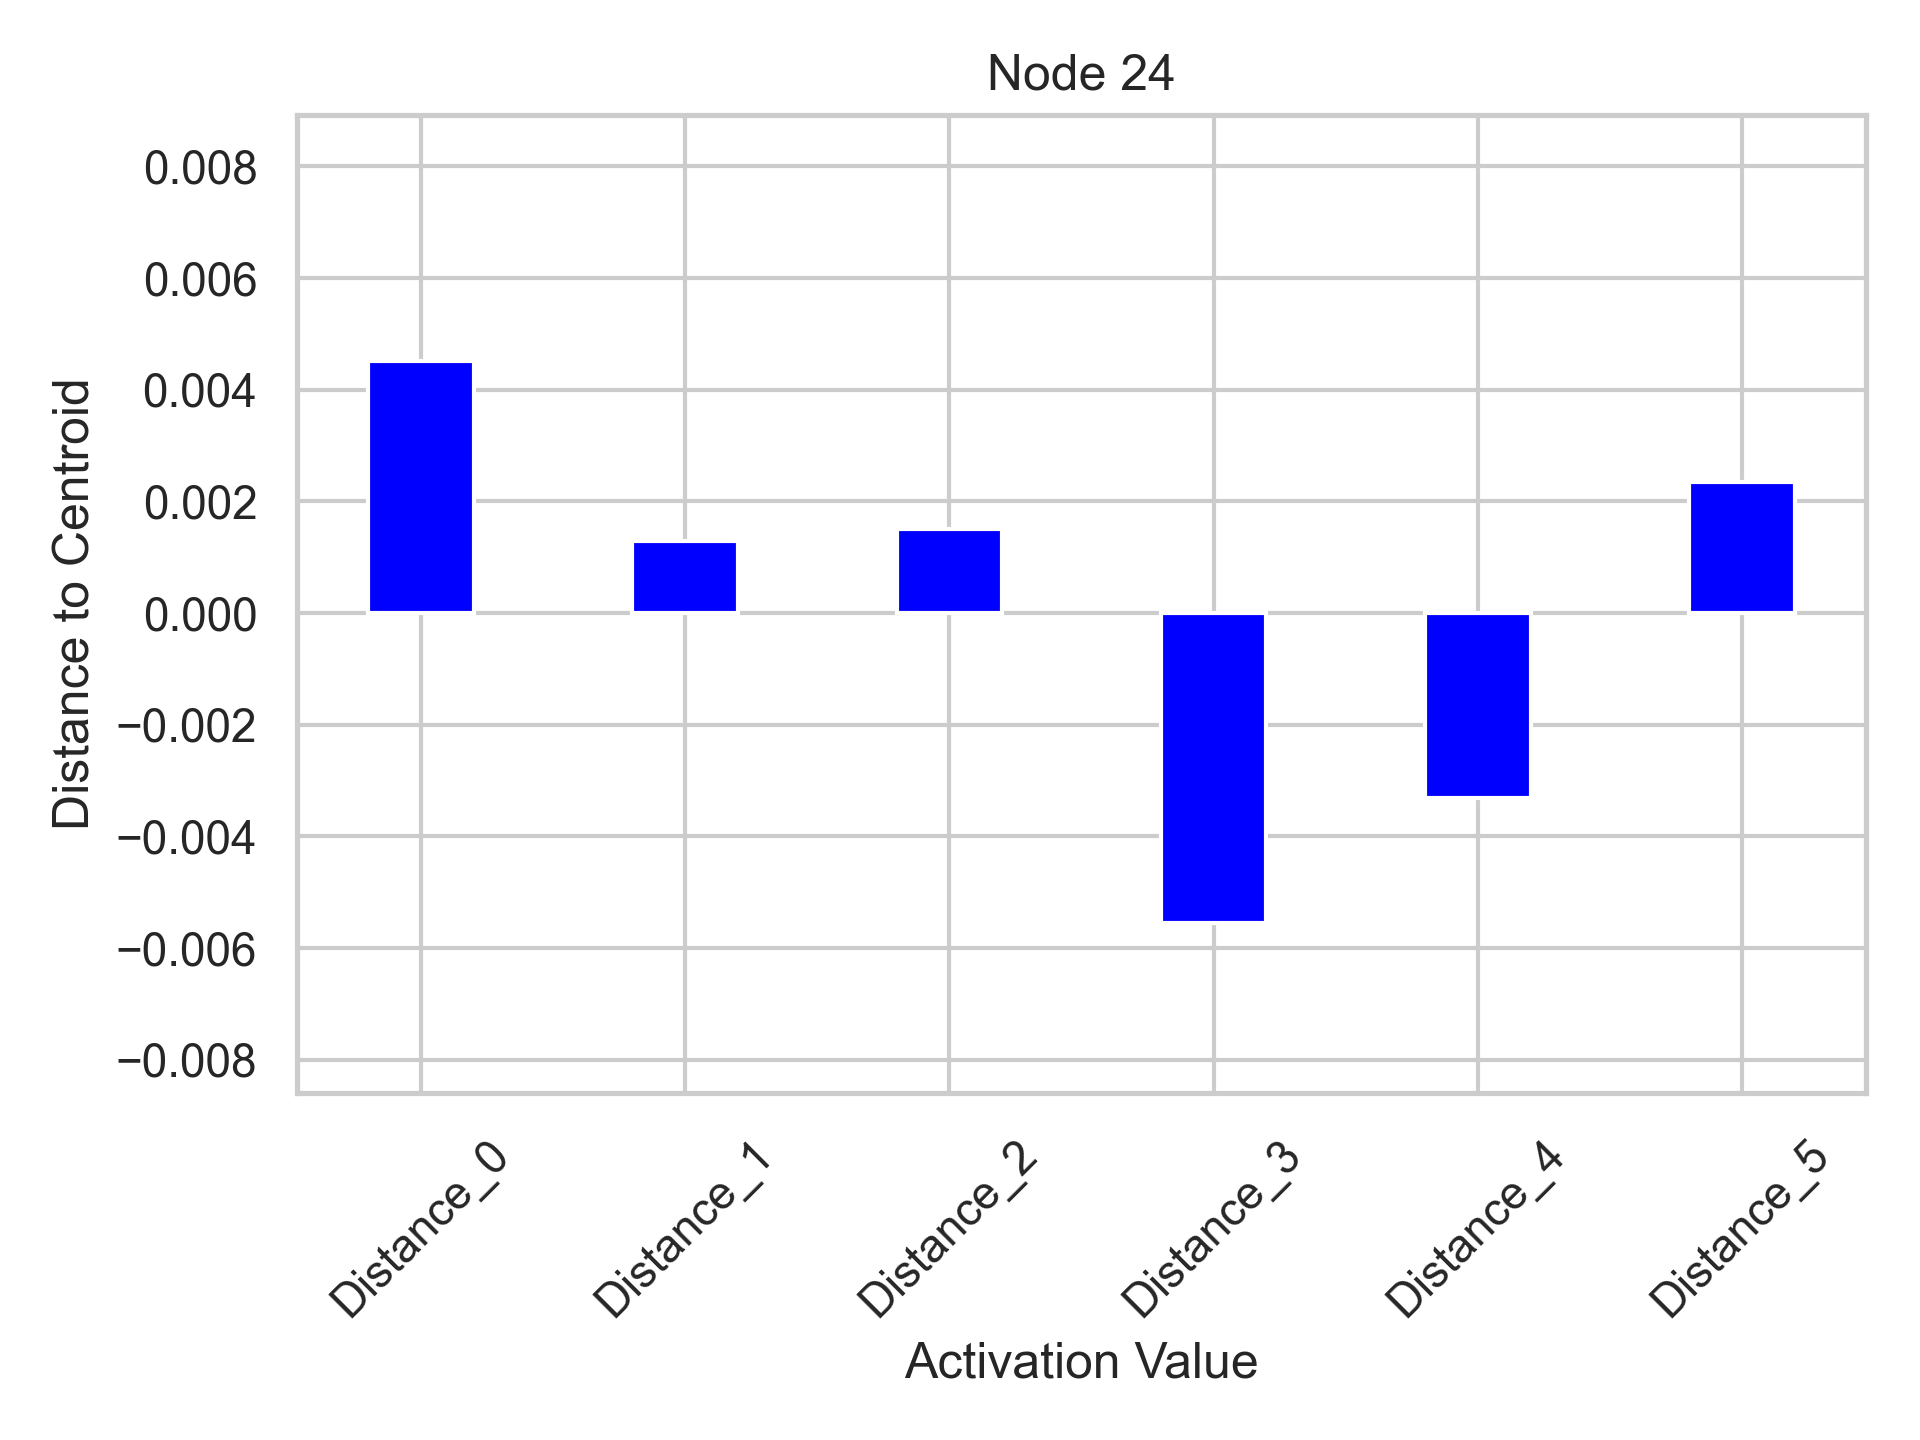 Node 24
Distance to Centroid
0.008
0.006
0.004
0.002
0.000
−0.002
−0.004
−0.006
−0.008
Distance_0
Distance_1
Distance_2
Distance_3
Distance_4
Distance_5
Activation Value